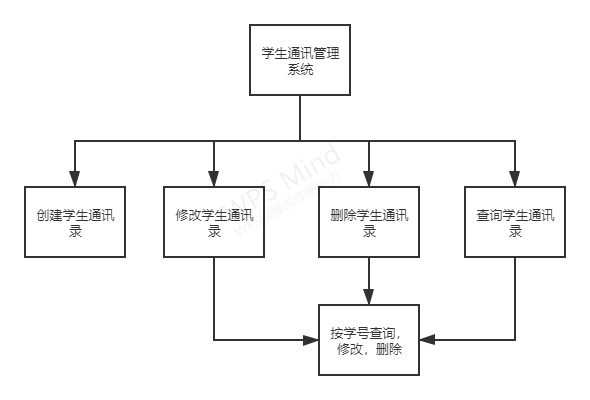 学生通讯管理
系统
创建学生通讯
录
修改学生通讯
录
删除学生通讯
录
查询学生通讯
录
WPS Mind
按学号查询，
修改，删除